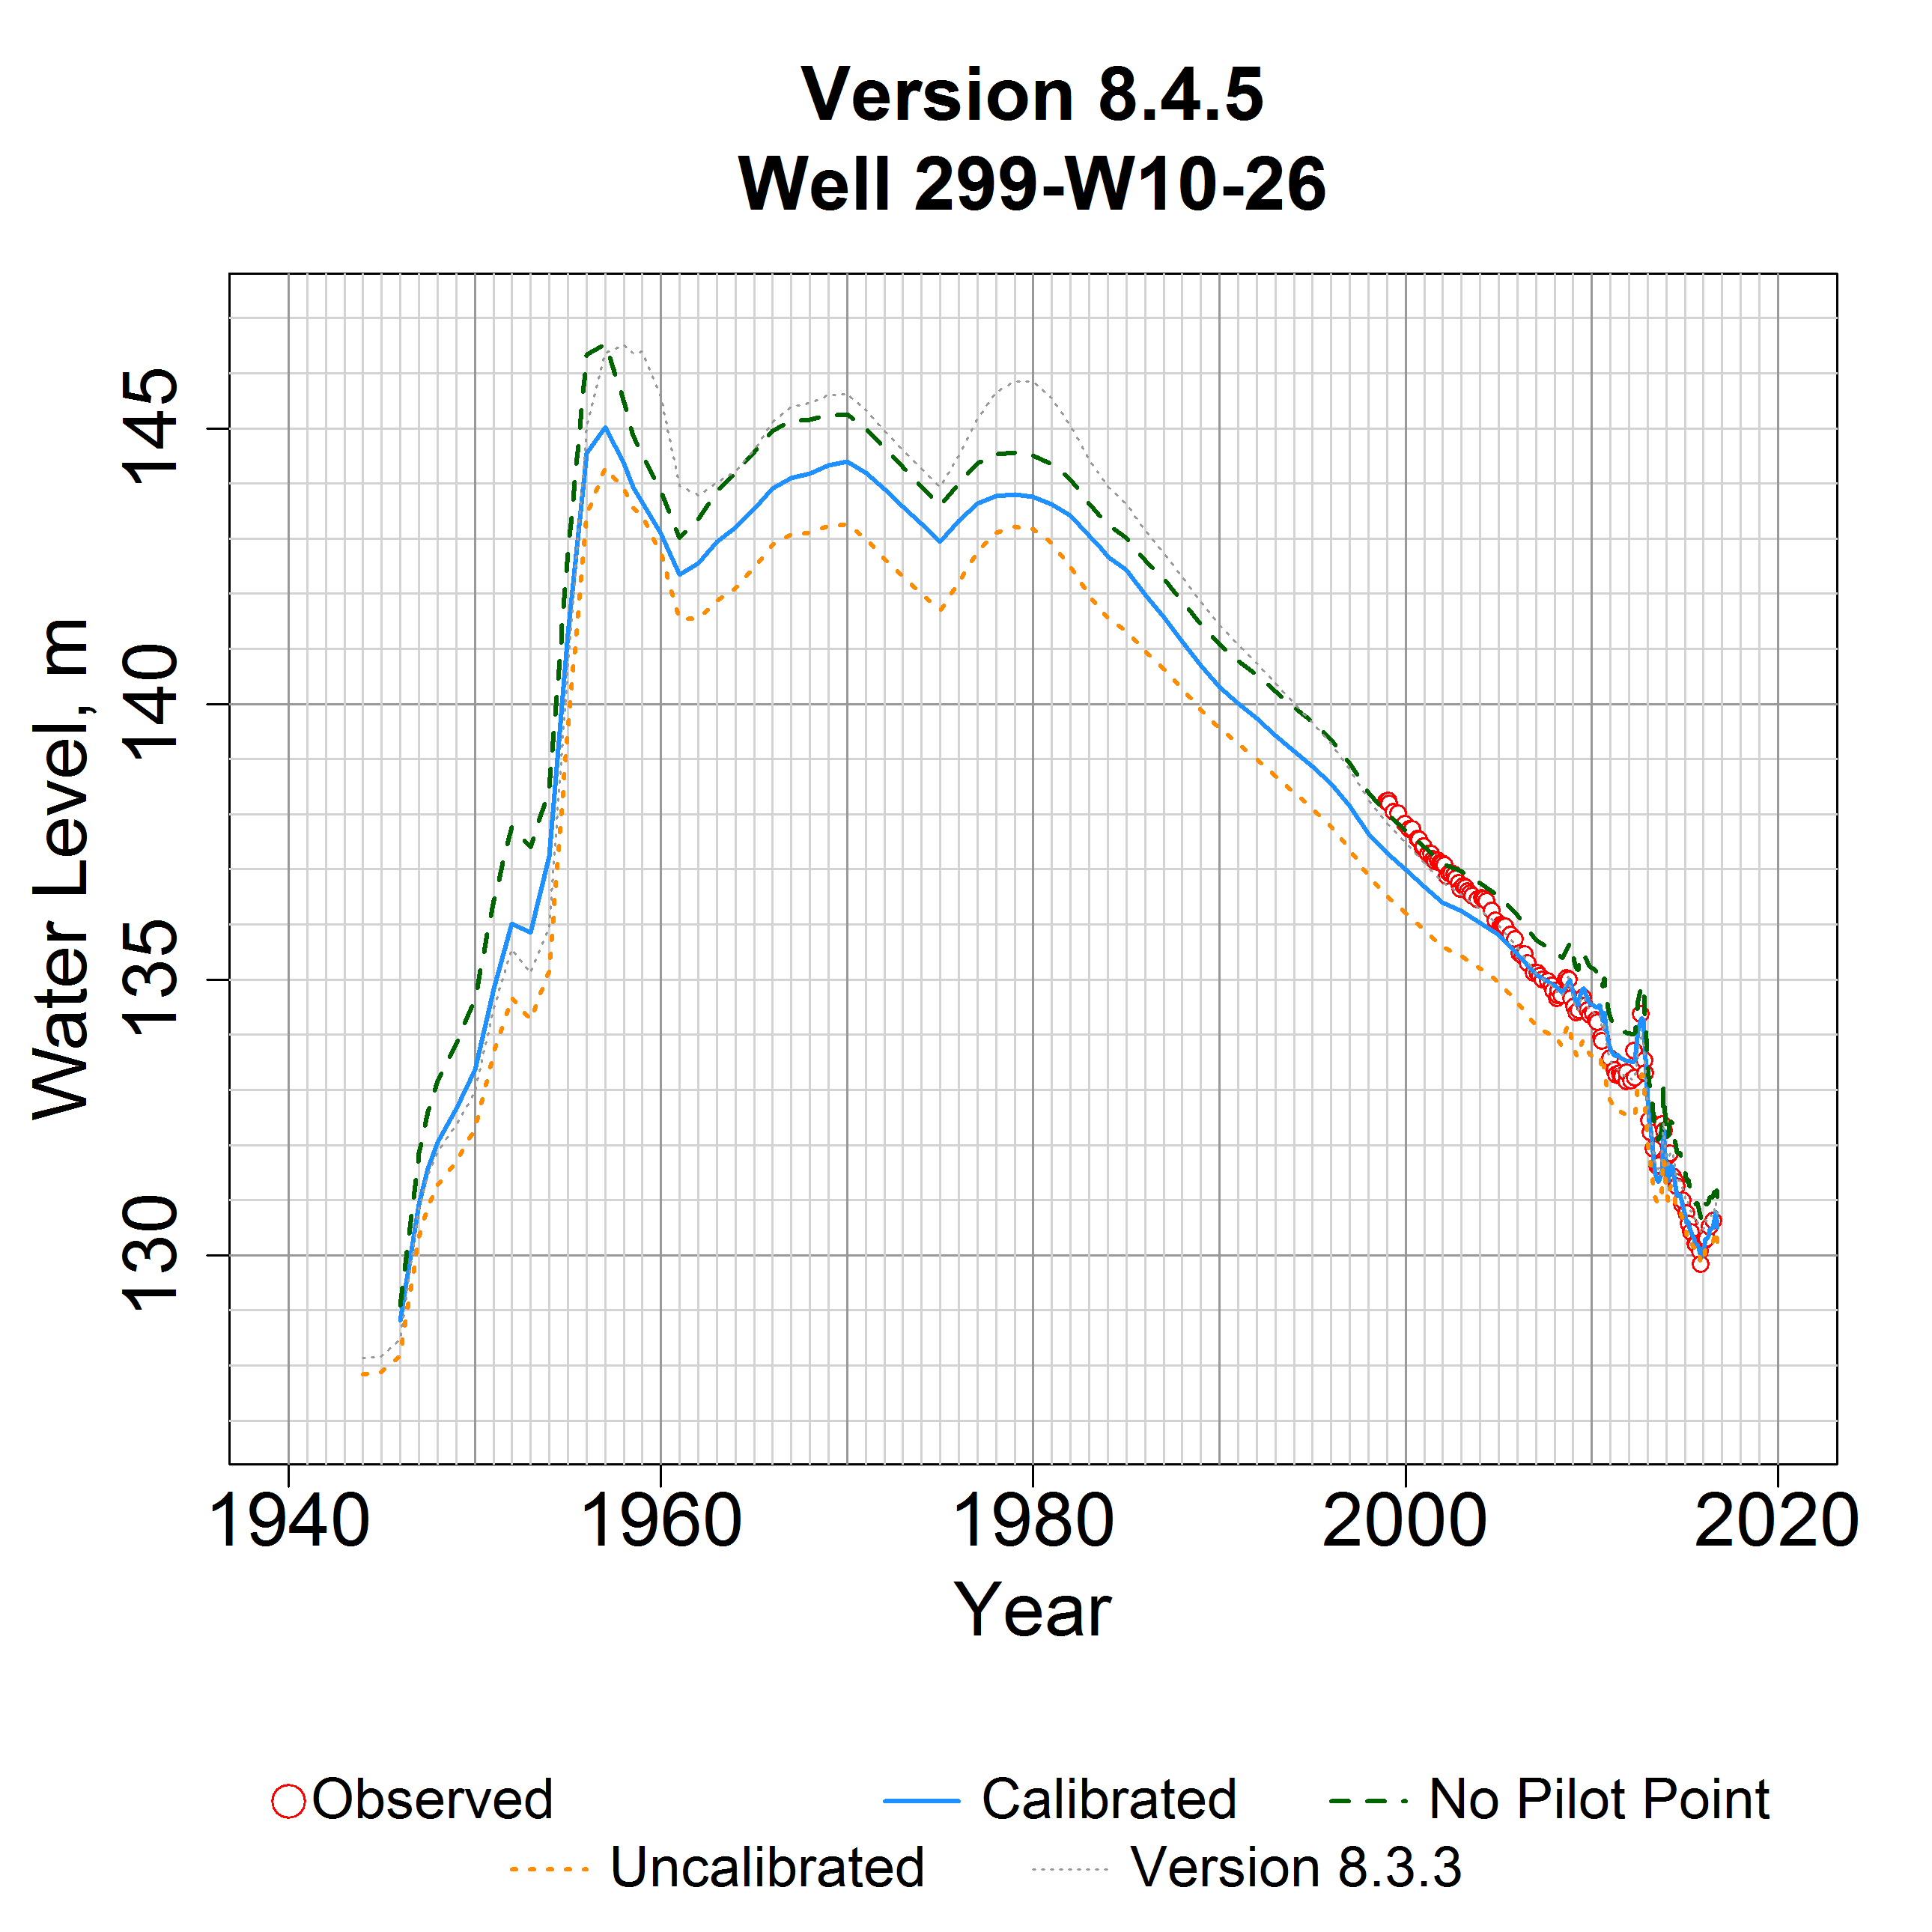 Version 8.4.5
Well 299-W10-26
Water Level, m
145
140
135
130
1940 1960 1980 2000 2020
Year
Observed Calibrated No Pilot Point
Uncalibrated Version 8.3.3